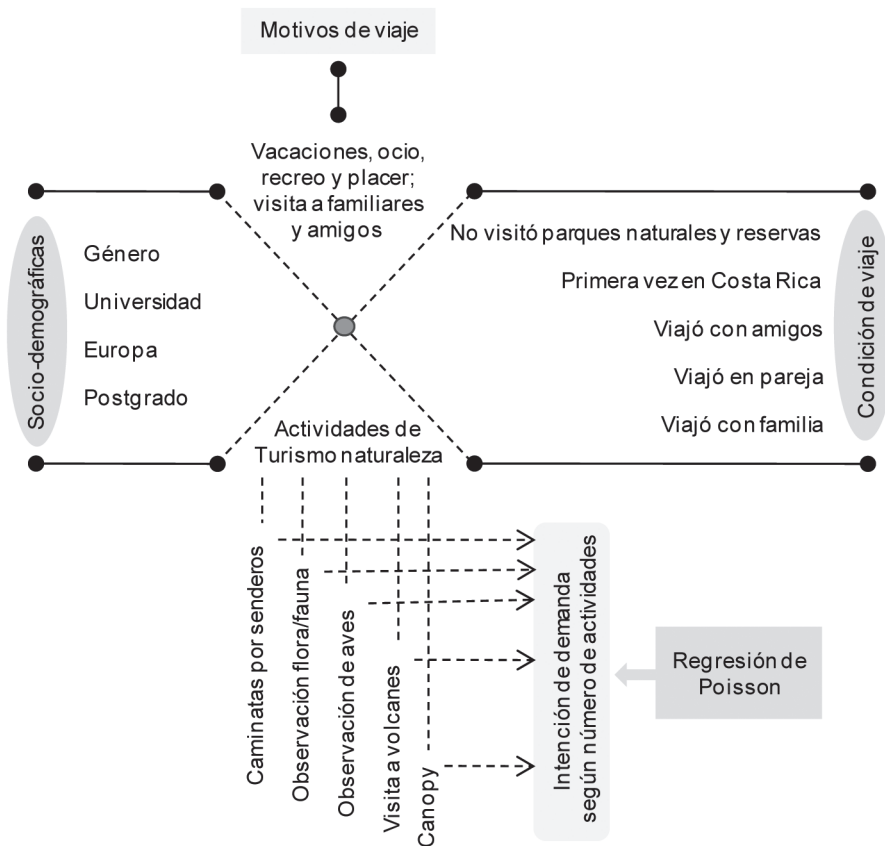 Motivos de viaje
Vacaciones, ocio,
recreo y placer;
visita a familiares
y amigos
Socio-demográficas
Género
Universidad
Europa
Postgrado
No visitó parques naturales y reservas
Primera vez en Costa Rica
Viajó con amigos
Viajó en pareja
Viajó con familia
Condición de viaje
Actividades de
Turismo naturaleza
Caminatas por senderos
Observación flora/fauna
Observación de aves
Visita a volcanes
Canopy
Intención de demanda
según número de actividades
Regresión de
Poisson